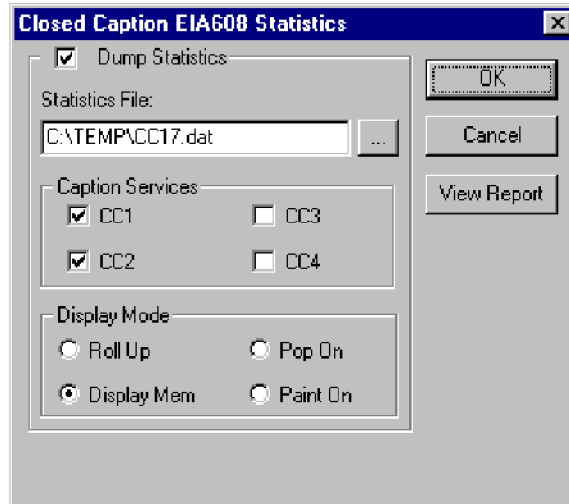 Closed Caption EIA608 Statistics
Dump Statistics
OK
Statistics File:
C:\TEMP\CC17.dat
...
Cancel
Caption Services
View Report
CC1
CC3
CC2
CC4
Display Mode
Roll Up
Pop On
Display Mem
Paint On